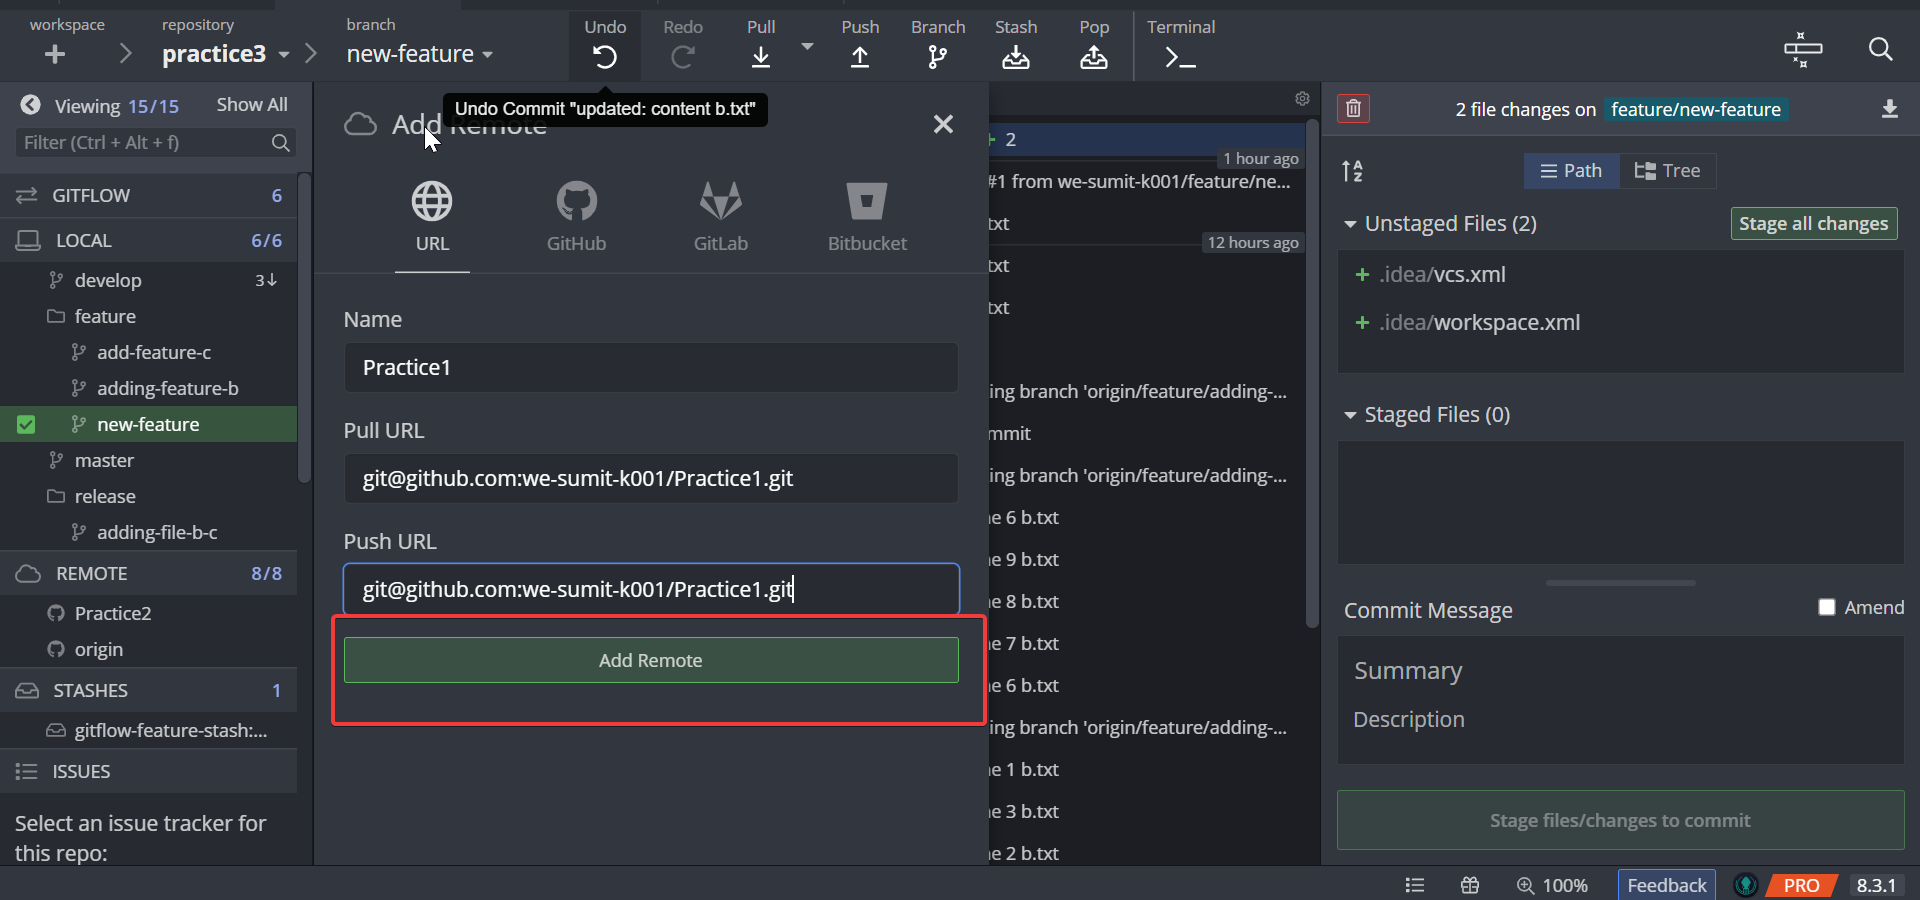 workspace
repository
practice3
branch
new-feature
Undo
Redo
Pull
Push
Branch
Stash
Pop
Terminal
Viewing 15/15
Show All
Filter (Ctrl + Alt + f)
GITFLOW
6
LOCAL
6/6
develop
3↓
feature
add-feature-c
adding-feature-b
new-feature
master
release
adding-file-b-c
REMOTE
8/8
Practice2
origin
STASHES
1
gitflow-feature-stash:...
ISSUES
Select an issue tracker for
this repo:
Undo Commit "updated: content b.txt"
Add Remote
URL
GitHub
GitLab
Bitbucket
Name
Practice1
Pull URL
git@github.com:we-sumit-k001/Practice1.git
Push URL
git@github.com:we-sumit-k001/Practice1.git
Add Remote
+ 2
1 hour ago
#1 from we-sumit-k001/feature/ne...
txt
12 hours ago
txt
txt
ing branch 'origin/feature/adding-...
mmit
ing branch 'origin/feature/adding-...
ne 6 b.txt
ne 9 b.txt
ne 8 b.txt
ne 7 b.txt
ne 6 b.txt
ing branch 'origin/feature/adding-...
ne 1 b.txt
ne 3 b.txt
ne 2 b.txt
2 file changes on feature/new-feature
A
Z
Path
Tree
Unstaged Files (2)
Stage all changes
+ .idea/vcs.xml
+ .idea/workspace.xml
Staged Files (0)
Commit Message
Amend
Summary
Description
Stage files/changes to commit
100%
Feedback
PRO
8.3.1